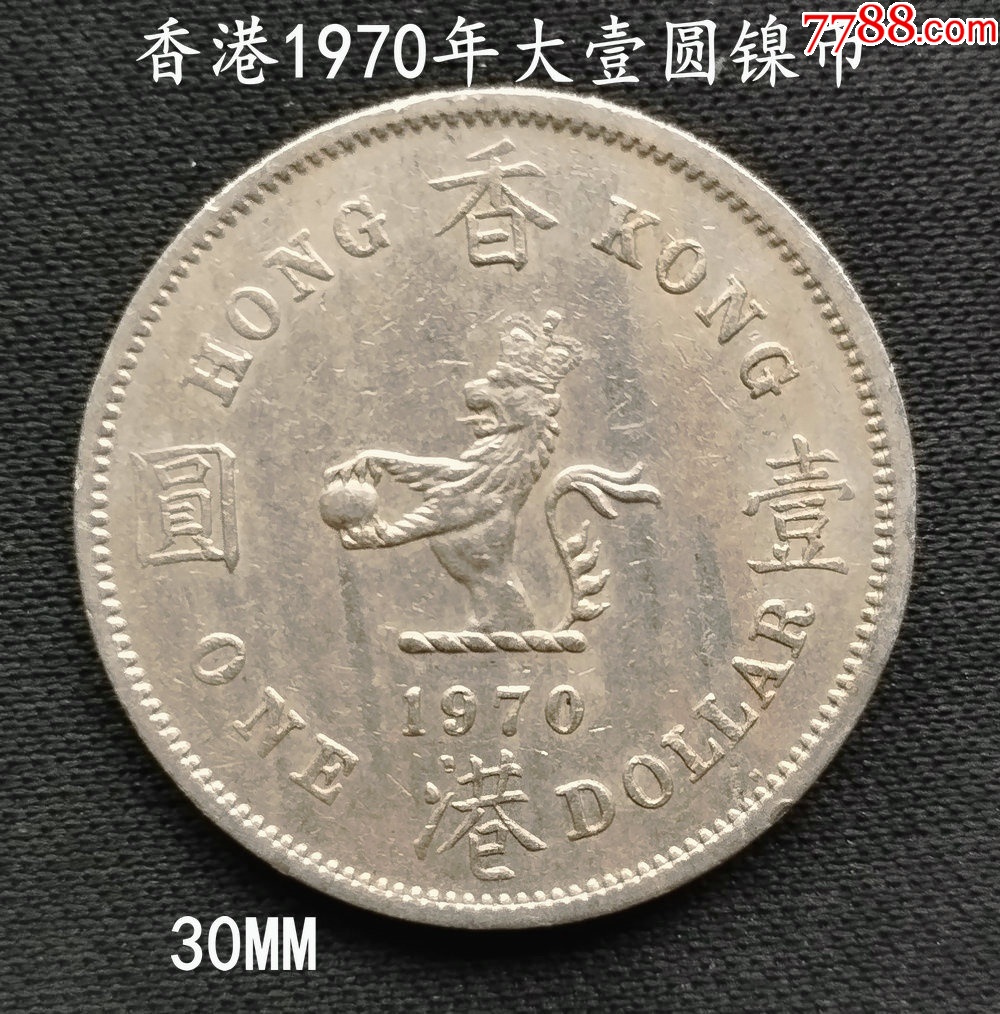 7788.com
香港1970年大壹圆镍币
香
HONG KONG
圓 壹
1970
港
ONE DOLLAR
30MM